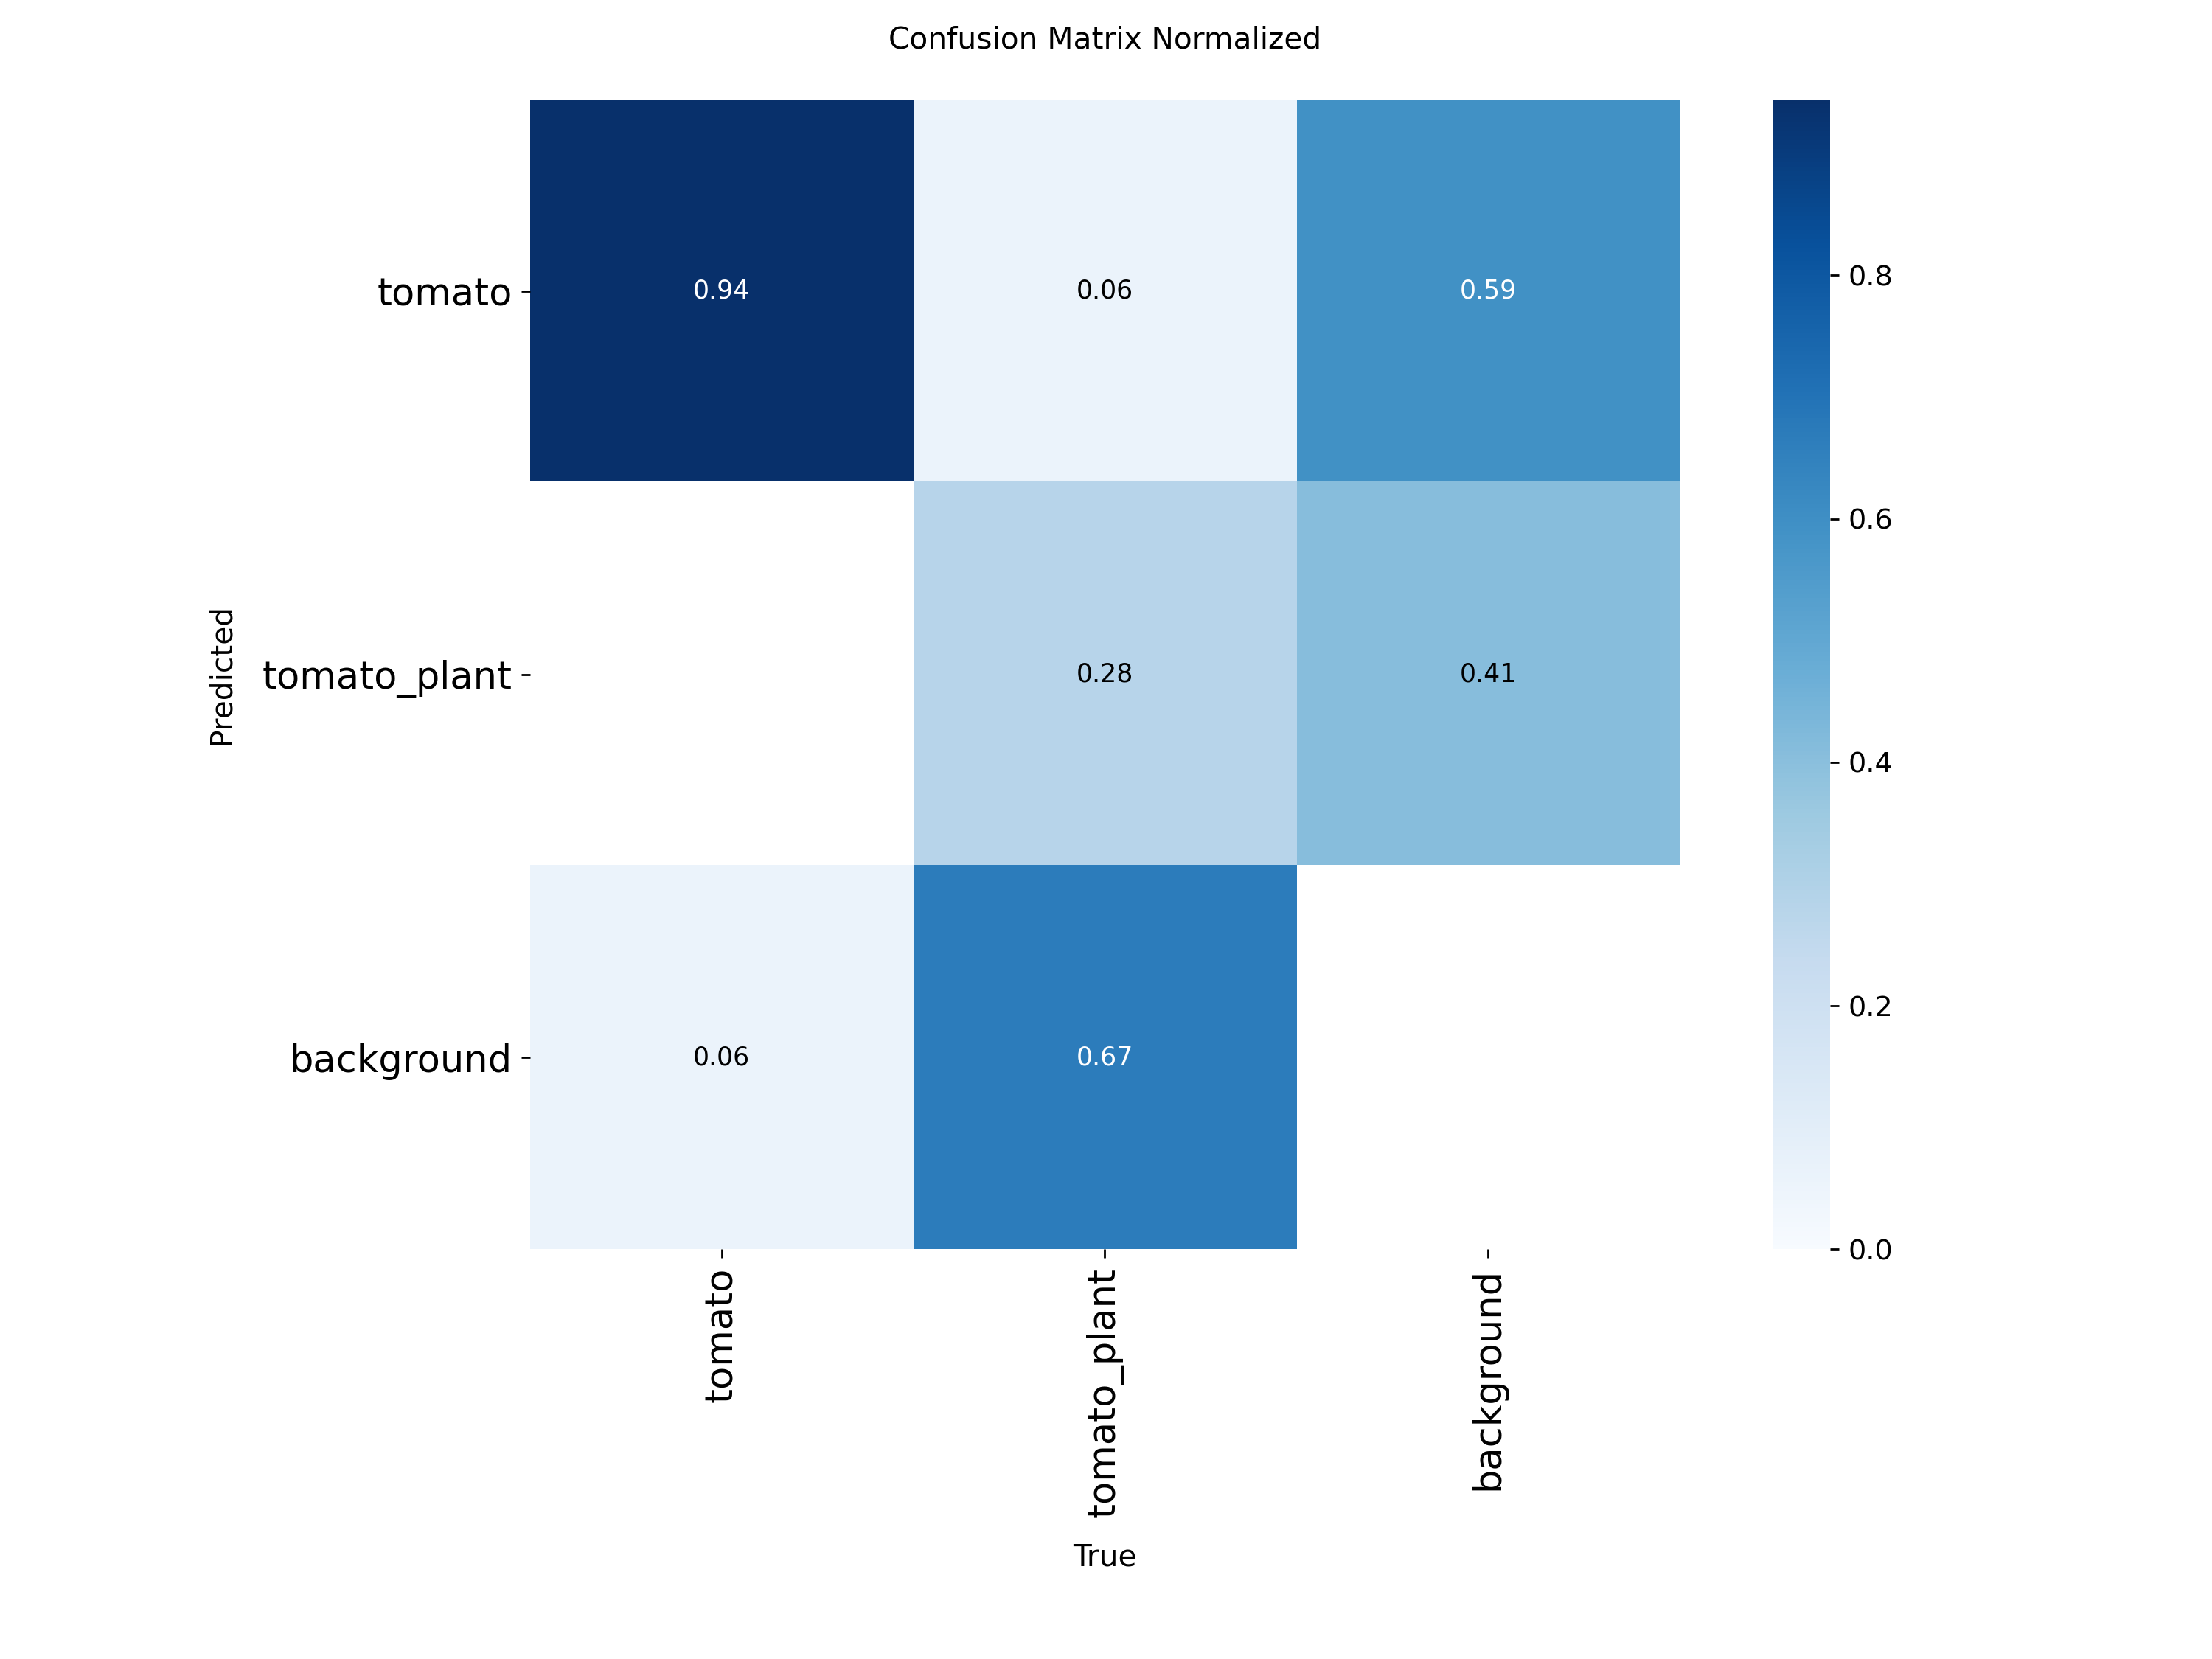 Confusion Matrix Normalized
Predicted
tomato
0.94
0.06
0.59
tomato_plant
0.28
0.41
background
0.06
0.67
tomato
tomato_plant
background
True
0.8
0.6
0.4
0.2
0.0